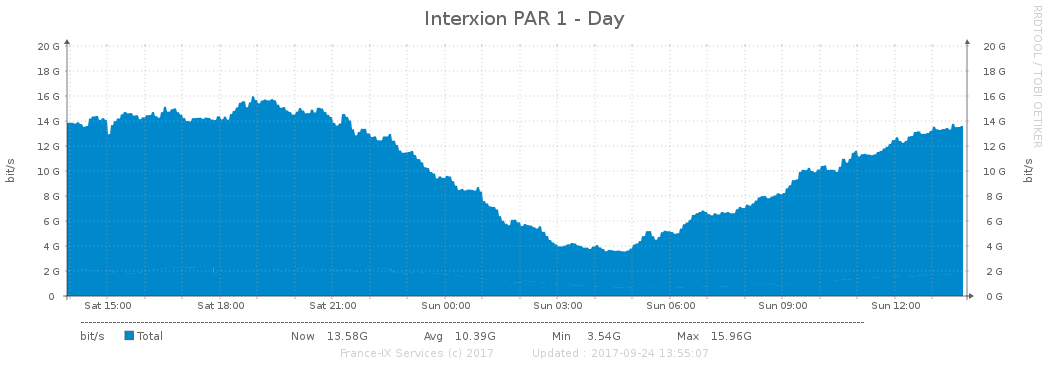 Interxion PAR 1 - Day
RRDTOOL / TOBI OETIKER
bit/s
bit/s
20 G 20 G
18 G 18 G
16 G 16 G
14 G 14 G
12 G 12 G
10 G 10 G
8 G 8 G
6 G 6 G
4 G 4 G
2 G 2 G
0 0 G
Sat 15:00 Sat 18:00 Sat 21:00 Sun 00:00 Sun 03:00 Sun 06:00 Sun 09:00 Sun 12:00
bit/s Total Now 13.58G Avg 10.39G Min 3.54G Max 15.96G
France-IX Services (c) 2017 Updated : 2017-09-24 13:55:07